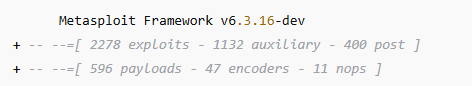 Metasploit Framework v6.3.16-dev
+ -- --=[ 2278 exploits - 1132 auxiliary - 400 post ]
+ -- --=[ 596 payloads - 47 encoders - 11 nops ]